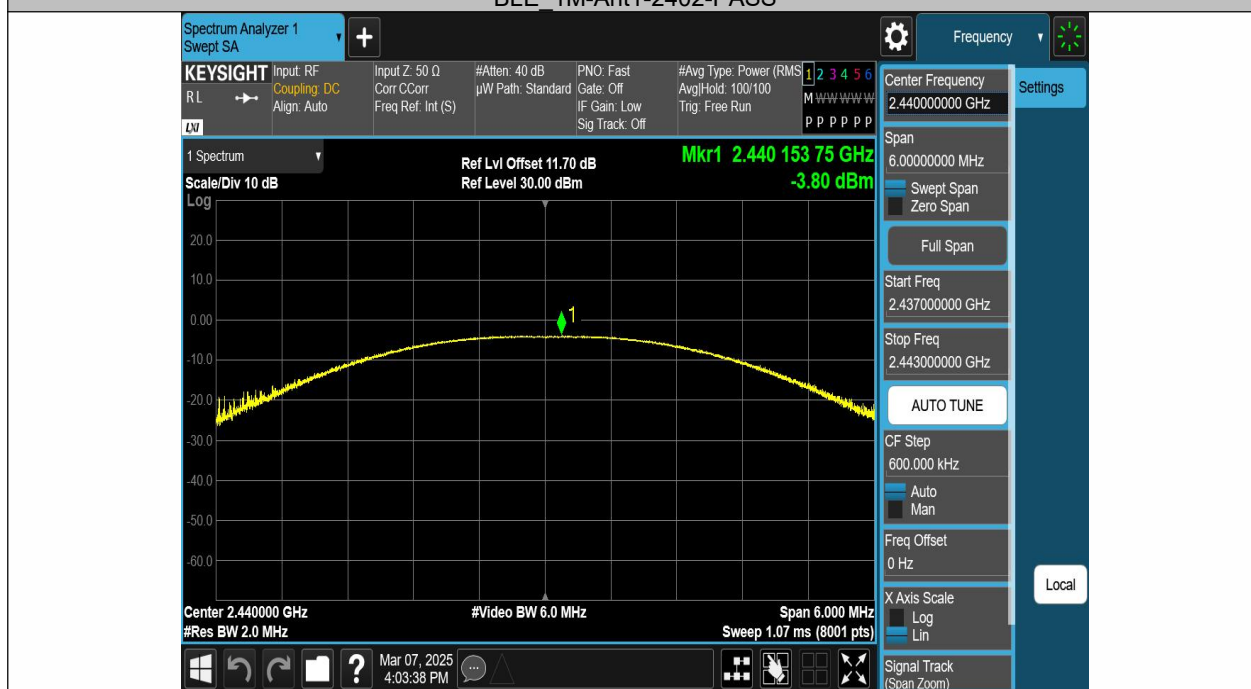 BLE_1M-Ant1-2402-PASS
Spectrum Analyzer 1
Swept SA
+
Frequency
KEYSIGHT
RL
LXI
Input: RF
Coupling: DC
Align: Auto
Input Z: 50 Ω
Corr CCorr
Freq Ref: Int (S)
#Atten: 40 dB
µW Path: Standard
PNO: Fast
Gate: Off
IF Gain: Low
Sig Track: Off
#Avg Type: Power (RMS
Avg|Hold: 100/100
Trig: Free Run
1 2 3 4 5 6
M W W W W W
P P P P P P
1 Spectrum
Scale/Div 10 dB
Log
Ref Lvl Offset 11.70 dB
Ref Level 30.00 dBm
Mkr1 2.440 153 75 GHz
-3.80 dBm
20.0
10.0
0.00
-10.0
-20.0
-30.0
-40.0
-50.0
-60.0
1
Center 2.440000 GHz
#Res BW 2.0 MHz
#Video BW 6.0 MHz
Span 6.000 MHz
Sweep 1.07 ms (8001 pts)
Center Frequency
2.440000000 GHz
Settings
Span
6.00000000 MHz
Swept Span
Zero Span
Full Span
Start Freq
2.437000000 GHz
Stop Freq
2.443000000 GHz
AUTO TUNE
CF Step
600.000 kHz
Auto
Man
Freq Offset
0 Hz
X Axis Scale
Log
Lin
Local
Signal Track
(Span Zoom)
?
Mar 07, 2025
4:03:38 PM